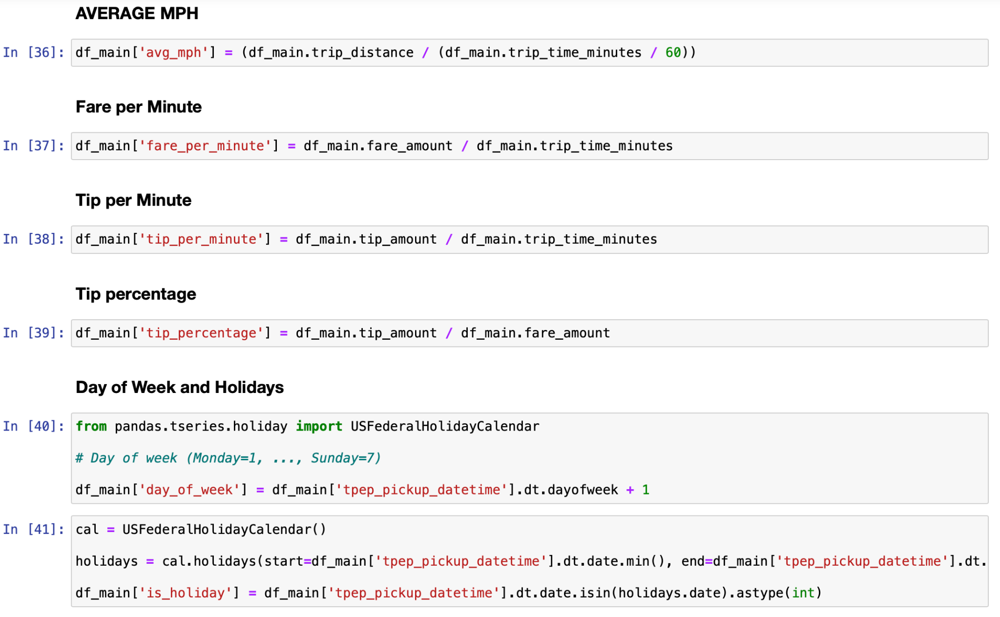 AVERAGE MPH
In [36]: df_main['avg_mph'] = (df_main.trip_distance / (df_main.trip_time_minutes / 60))
Fare per Minute
In [37]: df_main['fare_per_minute'] = df_main.fare_amount / df_main.trip_time_minutes
Tip per Minute
In [38]: df_main['tip_per_minute'] = df_main.tip_amount / df_main.trip_time_minutes
Tip percentage
In [39]: df_main['tip_percentage'] = df_main.tip_amount / df_main.fare_amount
Day of Week and Holidays
In [40]: from pandas.tseries.holiday import USFederalHolidayCalendar
# Day of week (Monday=1, ..., Sunday=7)
df_main['day_of_week'] = df_main['tpep_pickup_datetime'].dt.dayofweek + 1
In [41]: cal = USFederalHolidayCalendar()
holidays = cal.holidays(start=df_main['tpep_pickup_datetime'].dt.date.min(), end=df_main['tpep_pickup_datetime'].dt.
df_main['is_holiday'] = df_main['tpep_pickup_datetime'].dt.date.isin(holidays.date).astype(int)